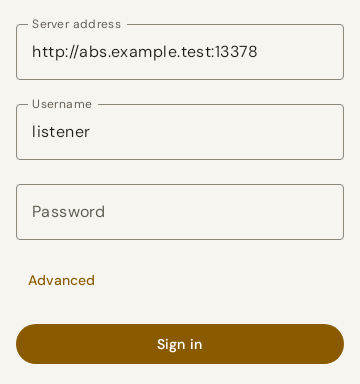 Server address
http://abs.example.test:13378
Username
listener
Password
Advanced
Sign in